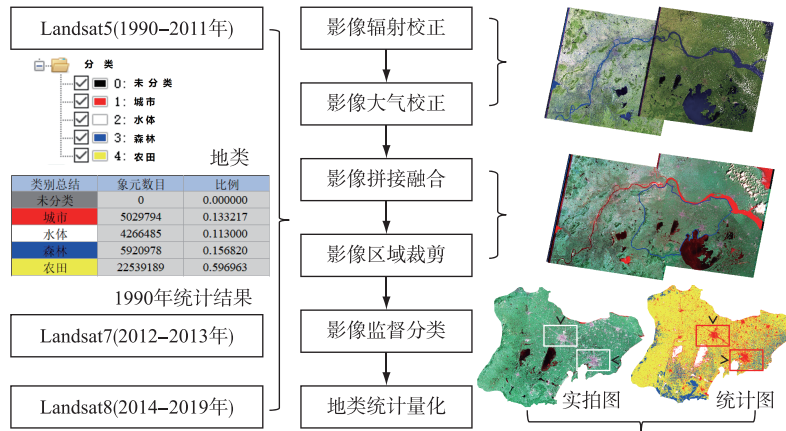 Landsat5(1990–2011年)
分类
0: 未分类
1: 城市
2: 水体
3: 森林
4: 农田
地类
类别总结 象元数目 比例
未分类 0 0.000000
城市 5029794 0.133217
水体 4266485 0.113000
森林 5920978 0.156820
农田 22539189 0.596963
1990年统计结果
Landsat7(2012–2013年)
Landsat8(2014–2019年)
影像辐射校正
影像大气校正
影像拼接融合
影像区域裁剪
影像监督分类
地类统计量化
实拍图
统计图